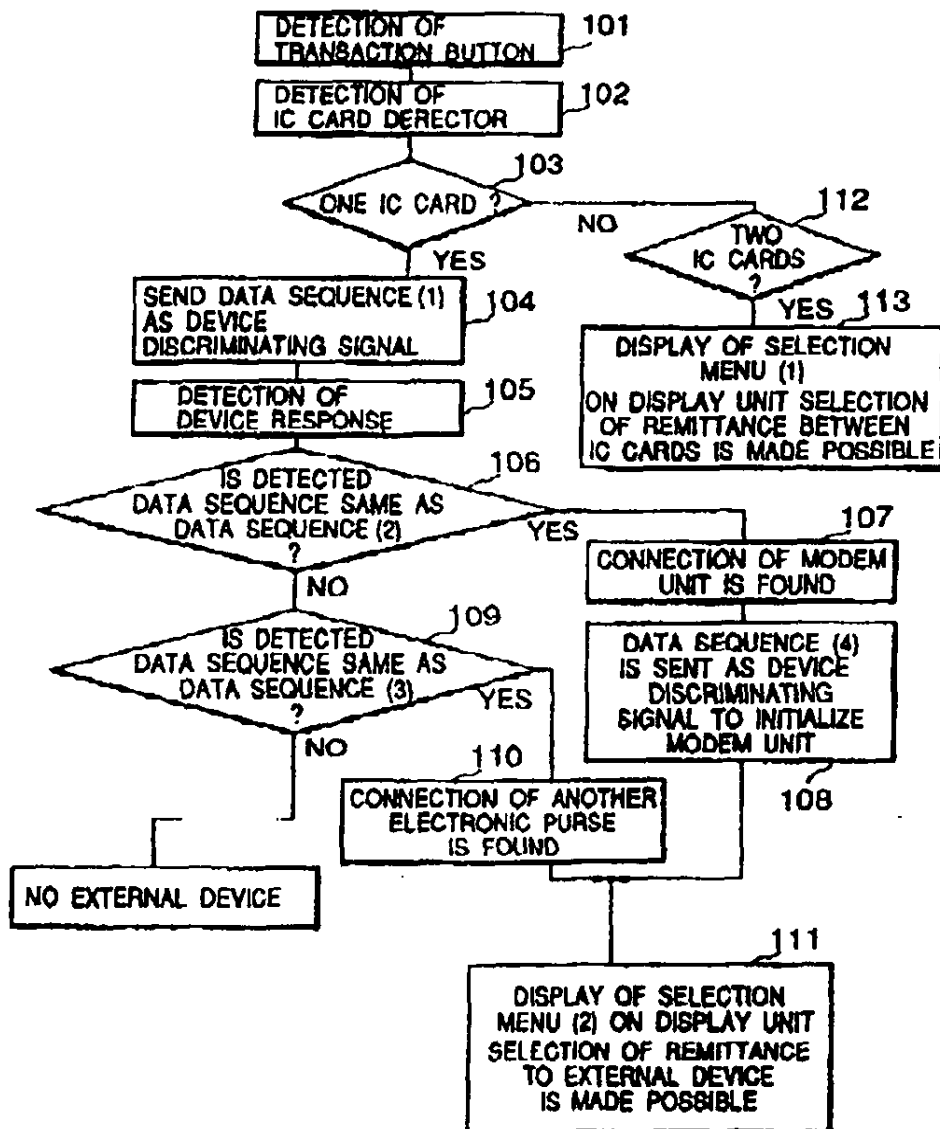 DETECTION OF
TRANSACTION BUTTON
101
DETECTION OF
IC CARD DERECTOR
102
103
ONE IC CARD ?
NO
YES
112
TWO
IC CARDS
?
YES
113
SEND DATA SEQUENCE (1)
AS DEVICE
DISCRIMINATING SIGNAL
104
DISPLAY OF SELECTION
MENU (1)
ON DISPLAY UNIT SELECTION
OF REMITTANCE BETWEEN
IC CARDS IS MADE POSSIBLE
DETECTION OF
DEVICE RESPONSE
105
106
IS DETECTED
DATA SEQUENCE SAME AS
DATA SEQUENCE (2)
?
YES
NO
107
CONNECTION OF MODEM
UNIT IS FOUND
109
IS DETECTED
DATA SEQUENCE SAME AS
DATA SEQUENCE (3)
?
YES
NO
DATA SEQUENCE (4)
IS SENT AS DEVICE
DISCRIMINATING
SIGNAL TO INITIALIZE
MODEM UNIT
108
110
CONNECTION OF ANOTHER
ELECTRONIC PURSE
IS FOUND
NO EXTERNAL DEVICE
111
DISPLAY OF SELECTION
MENU (2) ON DISPLAY UNIT
SELECTION OF REMITTANCE
TO EXTERNAL DEVICE
IS MADE POSSIBLE